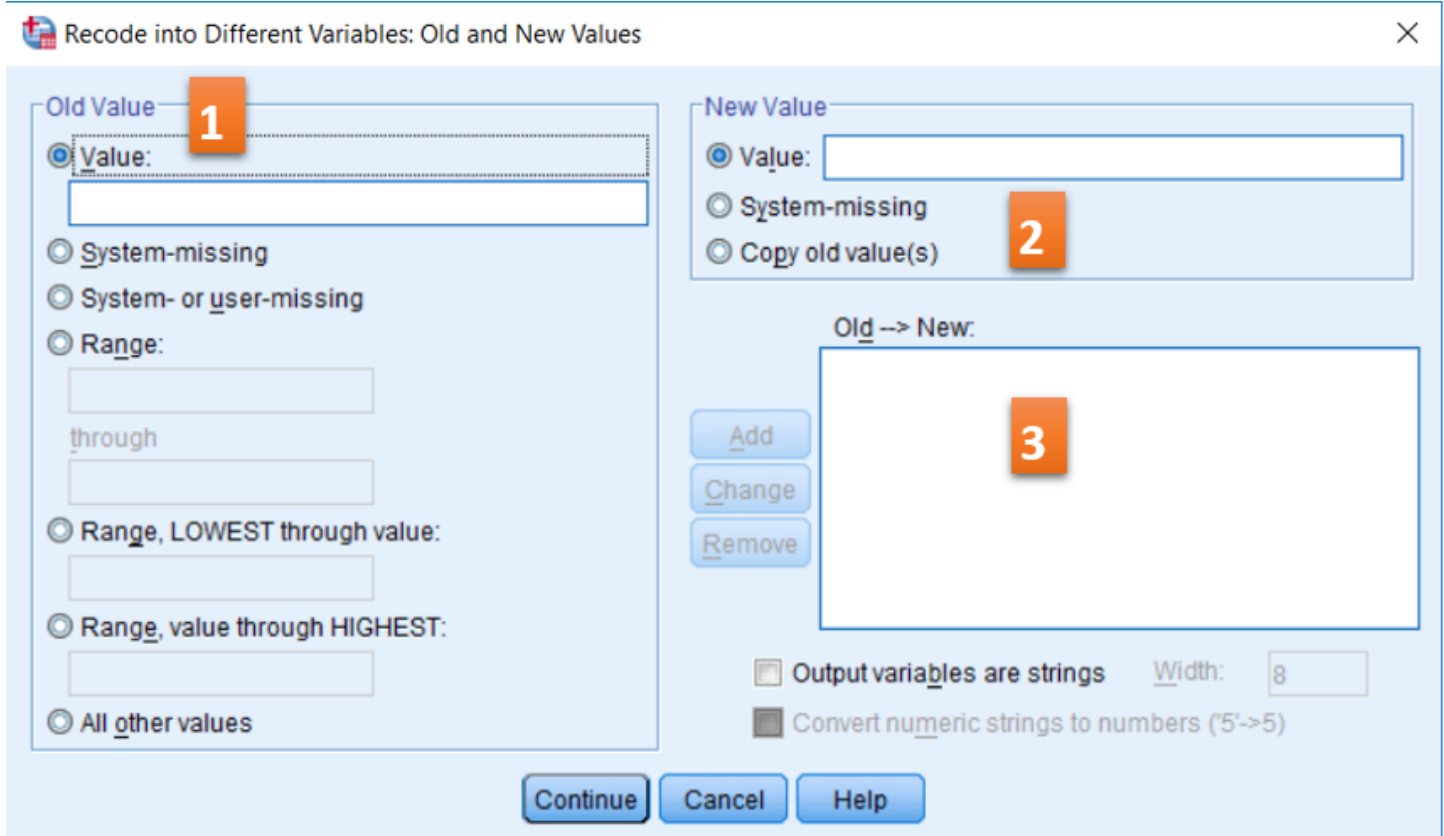 Recode into Different Variables: Old and New Values
Old Value
1
Value:
System-missing
System- or user-missing
Range:
through
Range, LOWEST through value:
Range, value through HIGHEST:
All other values
New Value
Value:
System-missing
2
Copy old value(s)
Old --> New:
3
Add
Change
Remove
Output variables are strings Width: 8
Convert numeric strings to numbers ('5'->5)
Continue Cancel Help